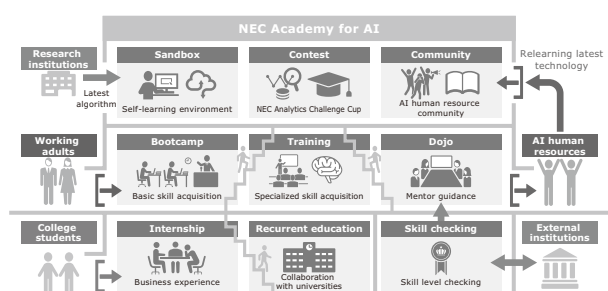 NEC Academy for AI
Research
institutions
Sandbox
Contest
Community
Relearning latest
technology
Latest
algorithm
Self-learning environment
NEC Analytics Challenge Cup
AI human resource
community
Working
adults
Bootcamp
Training
Dojo
AI human
resources
Basic skill acquisition
Specialized skill acquisition
Mentor guidance
College
students
Internship
Recurrent education
Skill checking
External
institutions
Business experience
Collaboration
with universities
Skill level checking